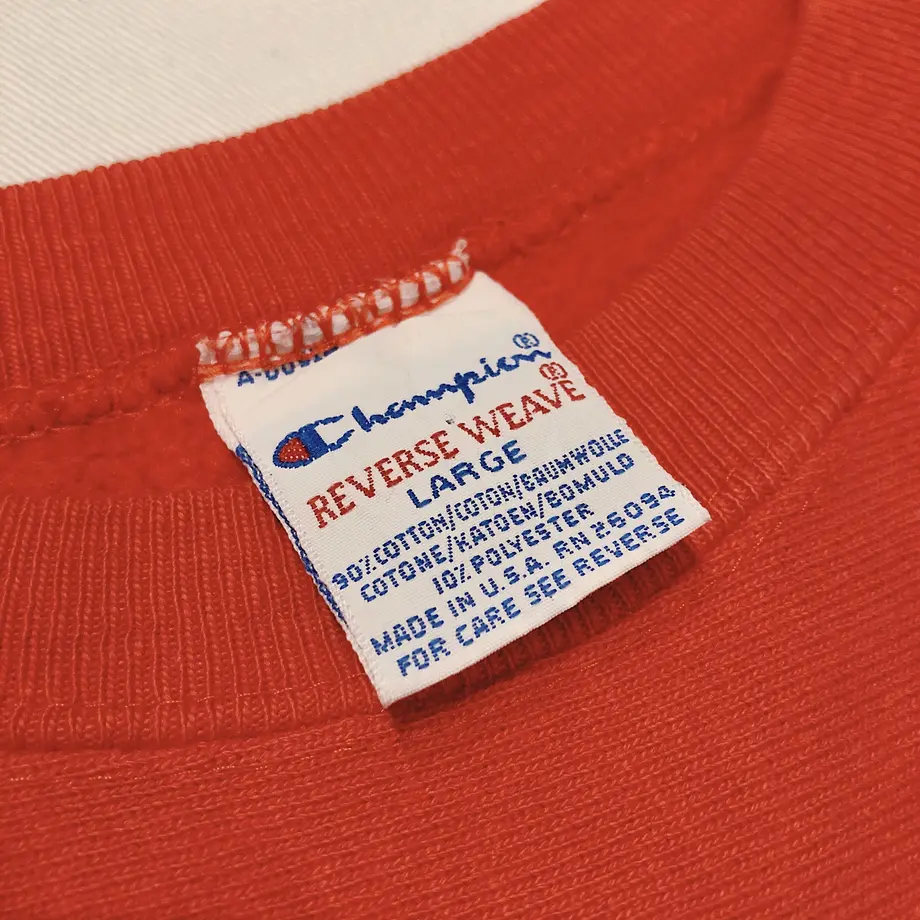 Champion®
REVERSE WEAVE®
LARGE
90%COTTON/COTON/BAUMWOLLE
COTONE/KATOEN/BOMULD
10%POLYESTER
MADE IN U.S.A. RN*26094
FOR CARE SEE REVERSE